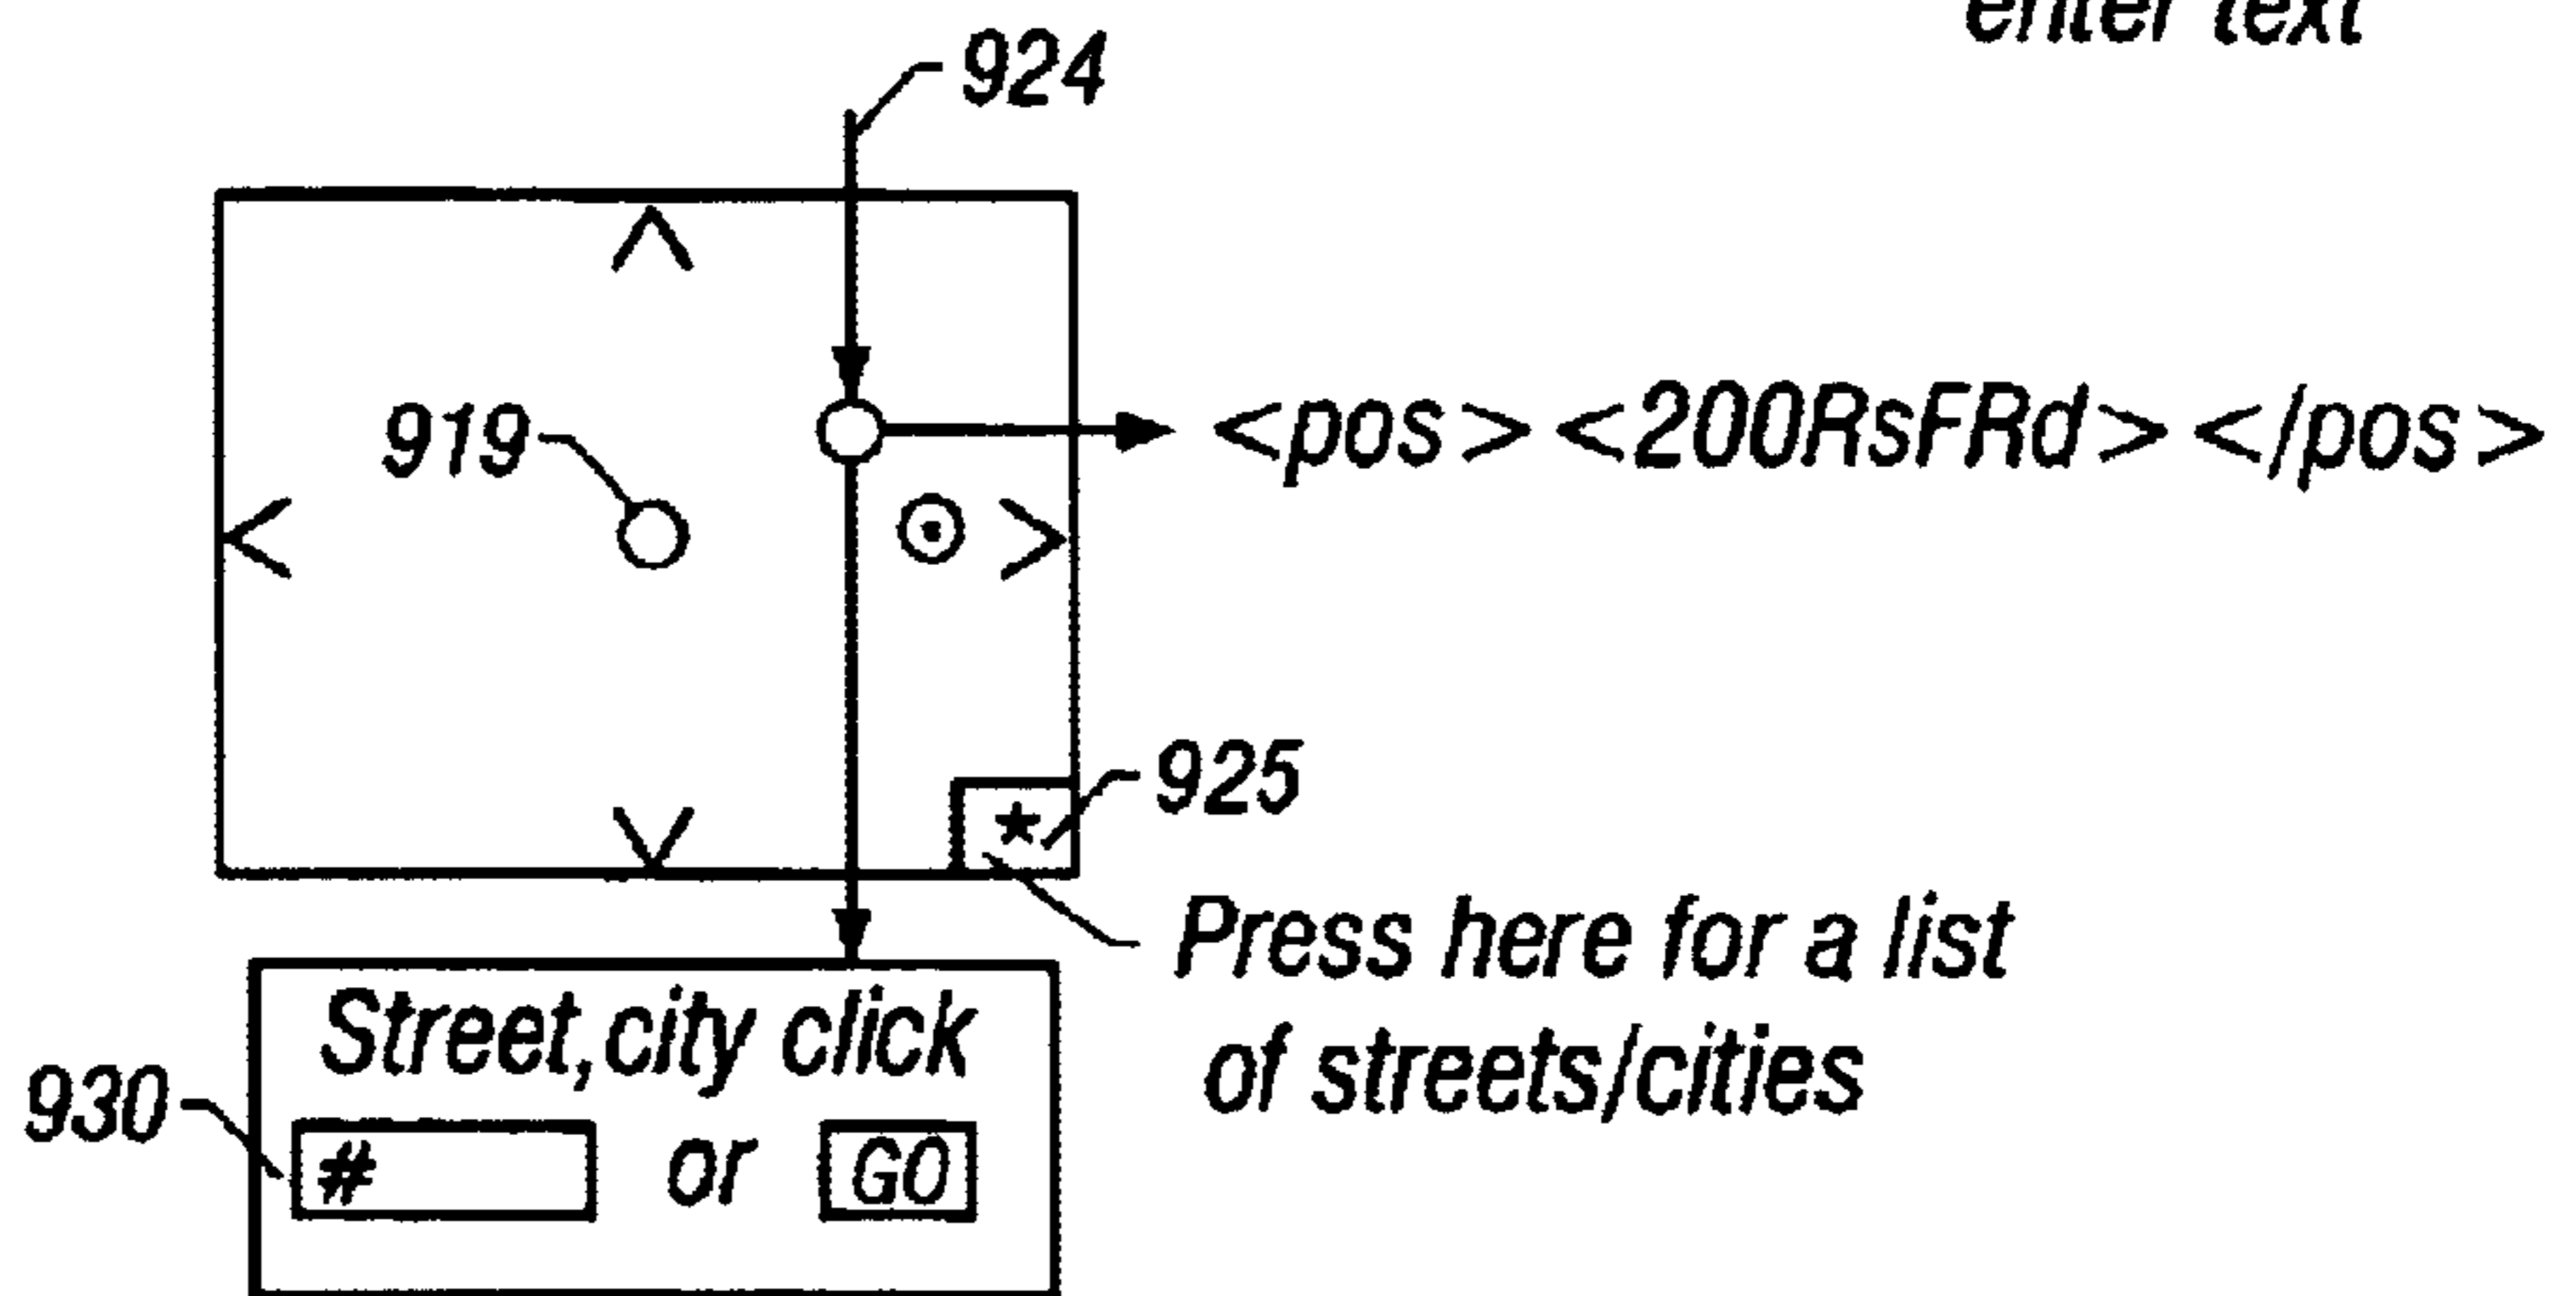 enter text
924
919
<pos><200RsFRd></pos>
*
925
Press here for a list
of streets/cities
Street,city click
930
# or GO